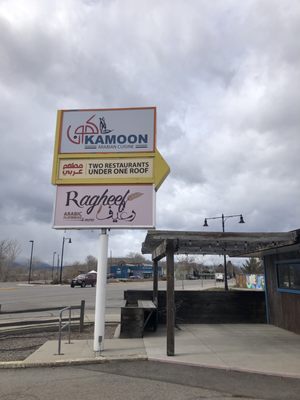 كمون
KAMOON
ARABIAN CUISINE
مطعم
عربي
TWO RESTAURANTS
UNDER ONE ROOF
Ragheef
رغيف
ARABIC